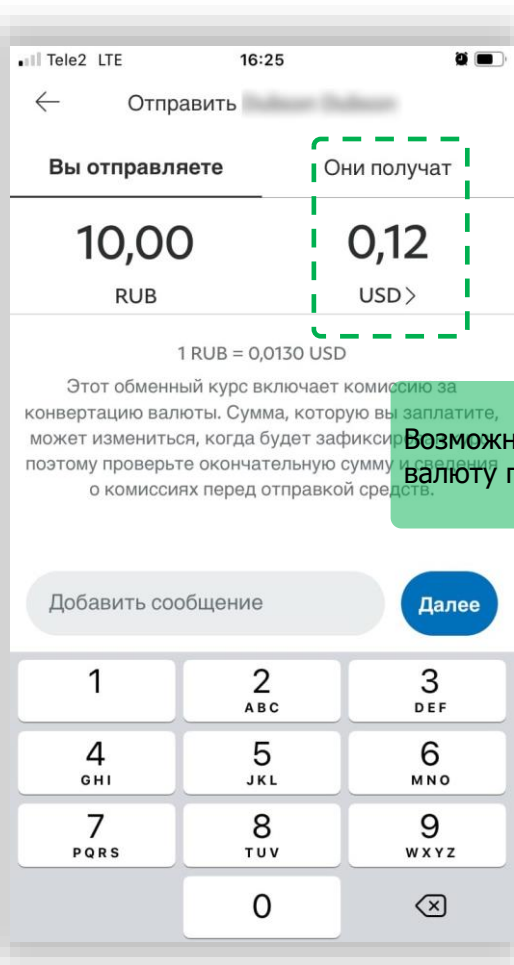 Tele2 LTE 16:25
Отправить
Вы отправляете Они получат
10,00 0,12
RUB USD >
1 RUB = 0,0130 USD
Этот обменный курс включает комиссию за
конвертацию валюты. Сумма, которую вы заплатите,
может измениться, когда будет
поэтому проверьте окончательную сумму и сведения
о комиссиях перед отправкой средств.
валюту
Добавить сообщение Далее
1 2 3
ABC DEF
4 5 6
GHI JKL MNO
7 8 9
PQRS TUV WXYZ
0